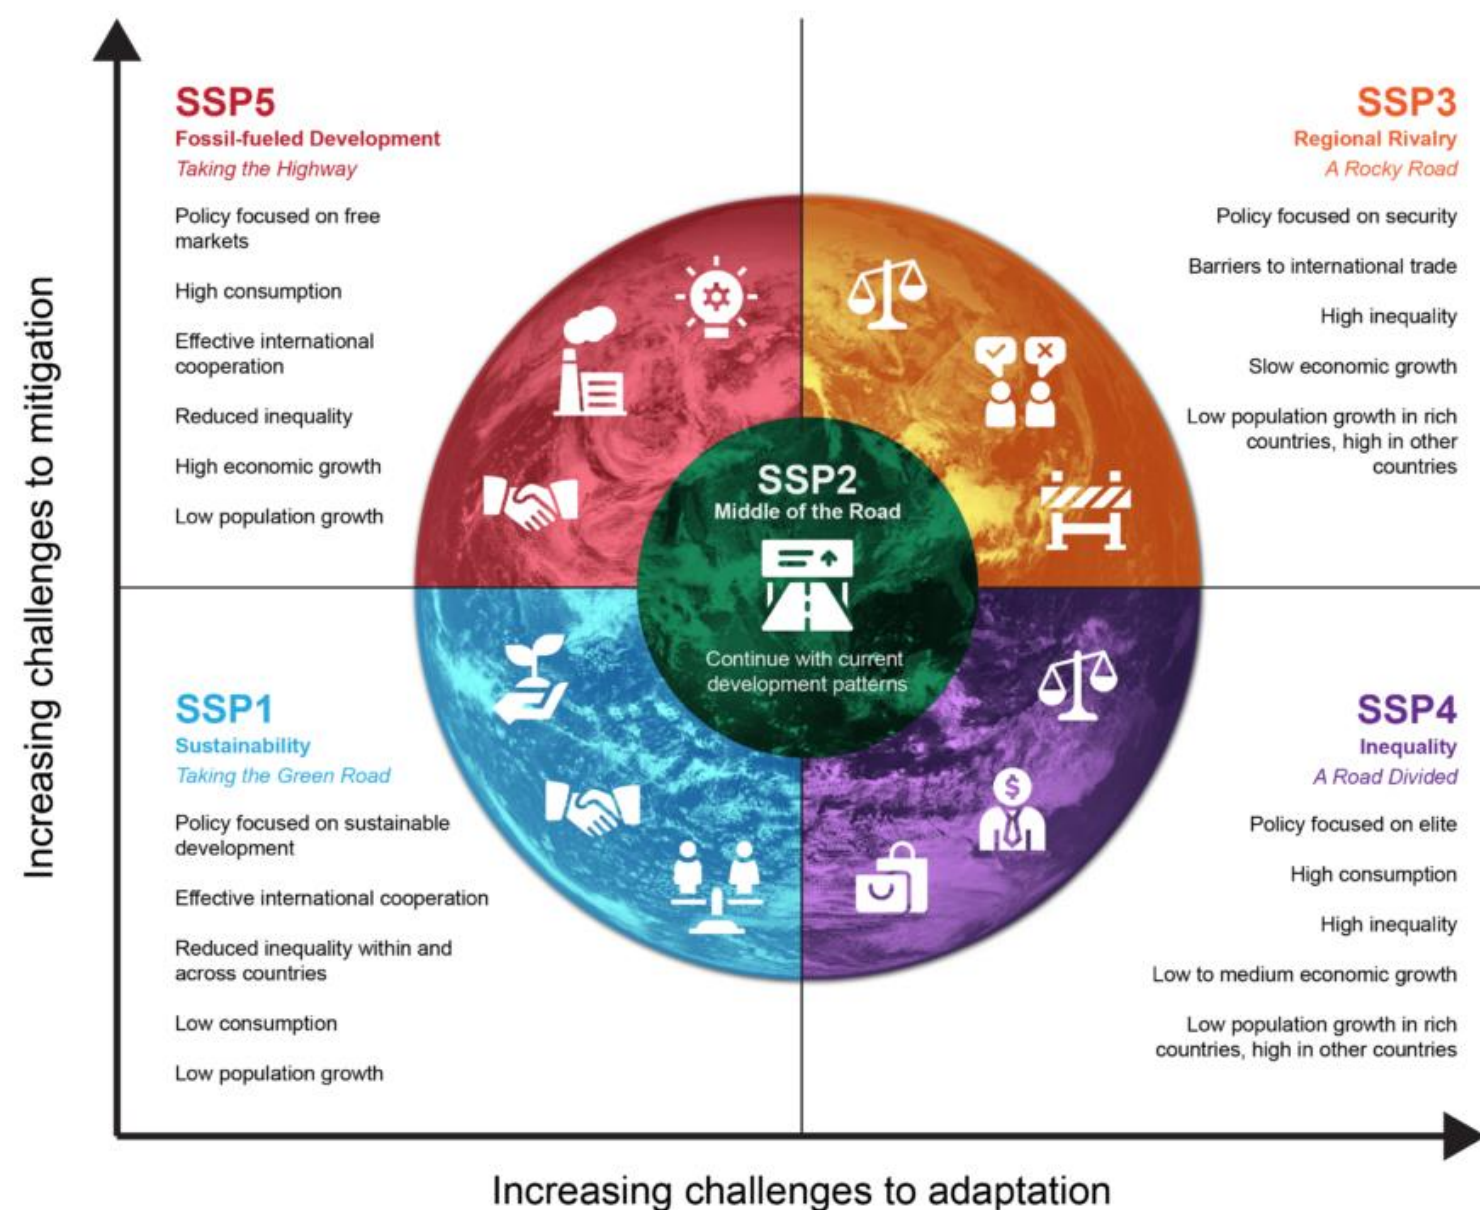 Increasing challenges to mitigation
SSP5
Fossil-fueled Development
Taking the Highway
Policy focused on free
markets
High consumption
Effective international
cooperation
Reduced inequality
High economic growth
Low population growth
SSP3
Regional Rivalry
A Rocky Road
Policy focused on security
Barriers to international trade
High inequality
Slow economic growth
Low population growth in rich
countries, high in other
countries
SSP2
Middle of the Road
Continue with current
development patterns
SSP1
Sustainability
Taking the Green Road
Policy focused on sustainable
development
Effective international cooperation
Reduced inequality within and
across countries
Low consumption
Low population growth
SSP4
Inequality
A Road Divided
Policy focused on elite
High consumption
High inequality
Low to medium economic growth
Low population growth in rich
countries, high in other countries
$
Increasing challenges to adaptation